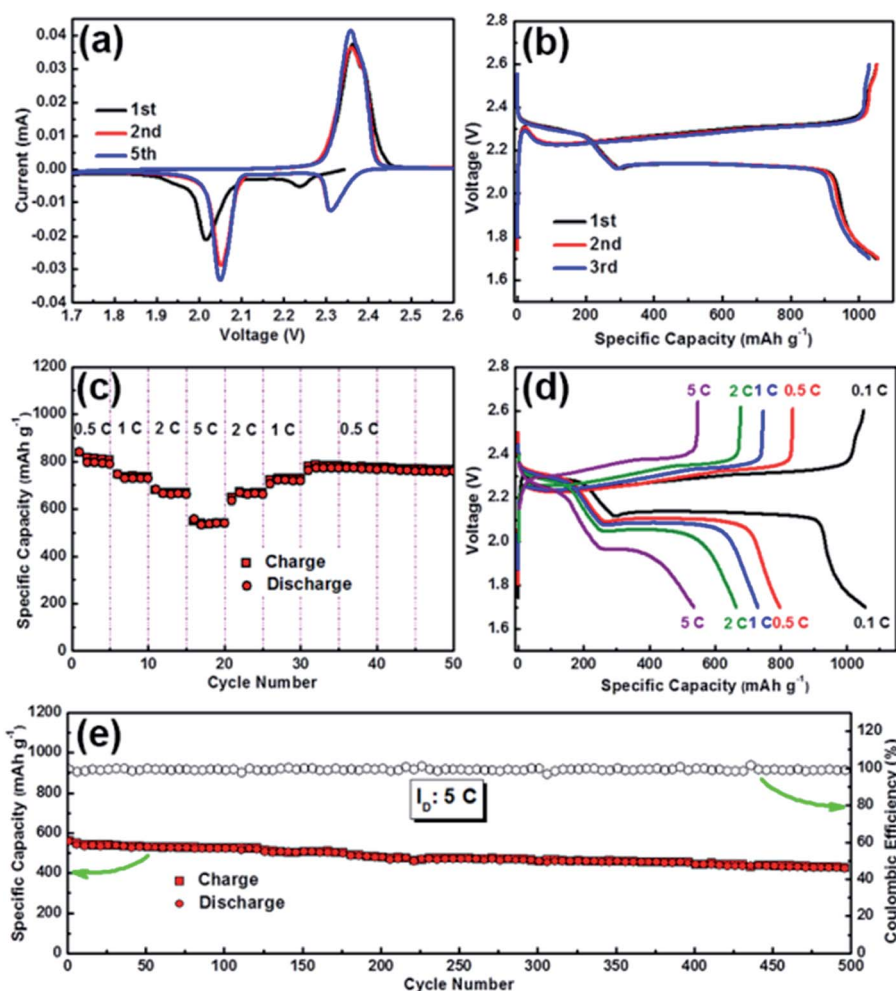 (a)
0.04
0.03
0.02
0.01
0.00
-0.01
-0.02
-0.03
-0.04
Current (mA)
1st
2nd
5th
1.7 1.8 1.9 2.0 2.1 2.2 2.3 2.4 2.5 2.6
Voltage (V)
(b)
2.8
2.6
2.4
2.2
2.0
1.8
1.6
Voltage (V)
1st
2nd
3rd
0 200 400 600 800 1000
Specific Capacity (mAh g⁻¹)
(c)
1200
1000
800
600
400
200
0
Specific Capacity (mAh g⁻¹)
0.5 C 1 C 2 C 5 C 2 C 1 C 0.5 C
Charge
Discharge
0 10 20 30 40 50
Cycle Number
(d)
2.8
2.6
2.4
2.2
2.0
1.8
1.6
Voltage (V)
5 C 2 C 1 C 0.5 C 0.1 C
5 C 2 C 1 C 0.5 C 0.1 C
0 200 400 600 800 1000
Specific Capacity (mAh g⁻¹)
(e)
1200
1000
800
600
400
200
0
Specific Capacity (mAh g⁻¹)
I_D: 5 C
Charge
Discharge
120
100
80
60
40
20
0
Coulombic Efficiency (%)
0 50 100 150 200 250 300 350 400 450 500
Cycle Number